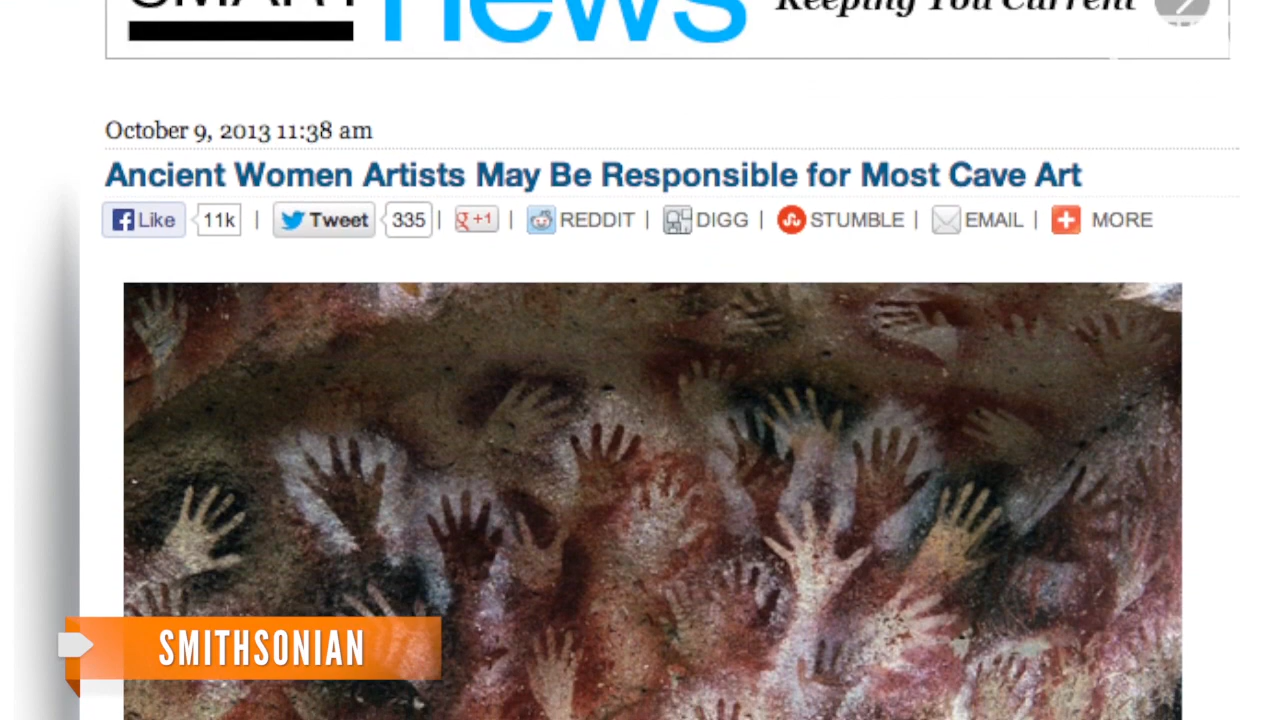 SMART news Keeping You Current
October 9, 2013 11:38 am
Ancient Women Artists May Be Responsible for Most Cave Art
Like 11k | Tweet 335 | g +1 | REDDIT | DIGG | STUMBLE | EMAIL | MORE
SMITHSONIAN